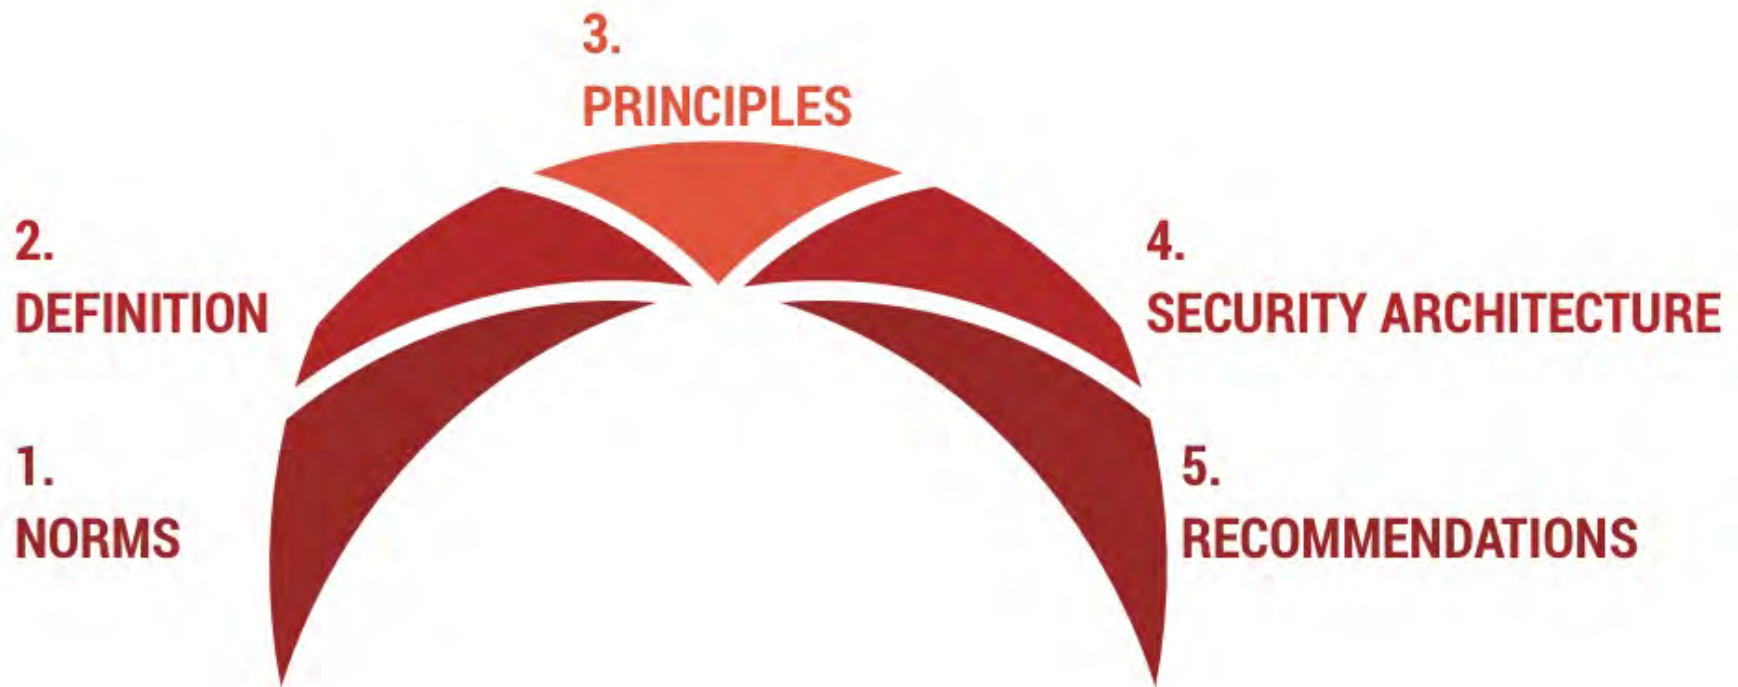 1.
NORMS
2.
DEFINITION
3.
PRINCIPLES
4.
SECURITY ARCHITECTURE
5.
RECOMMENDATIONS